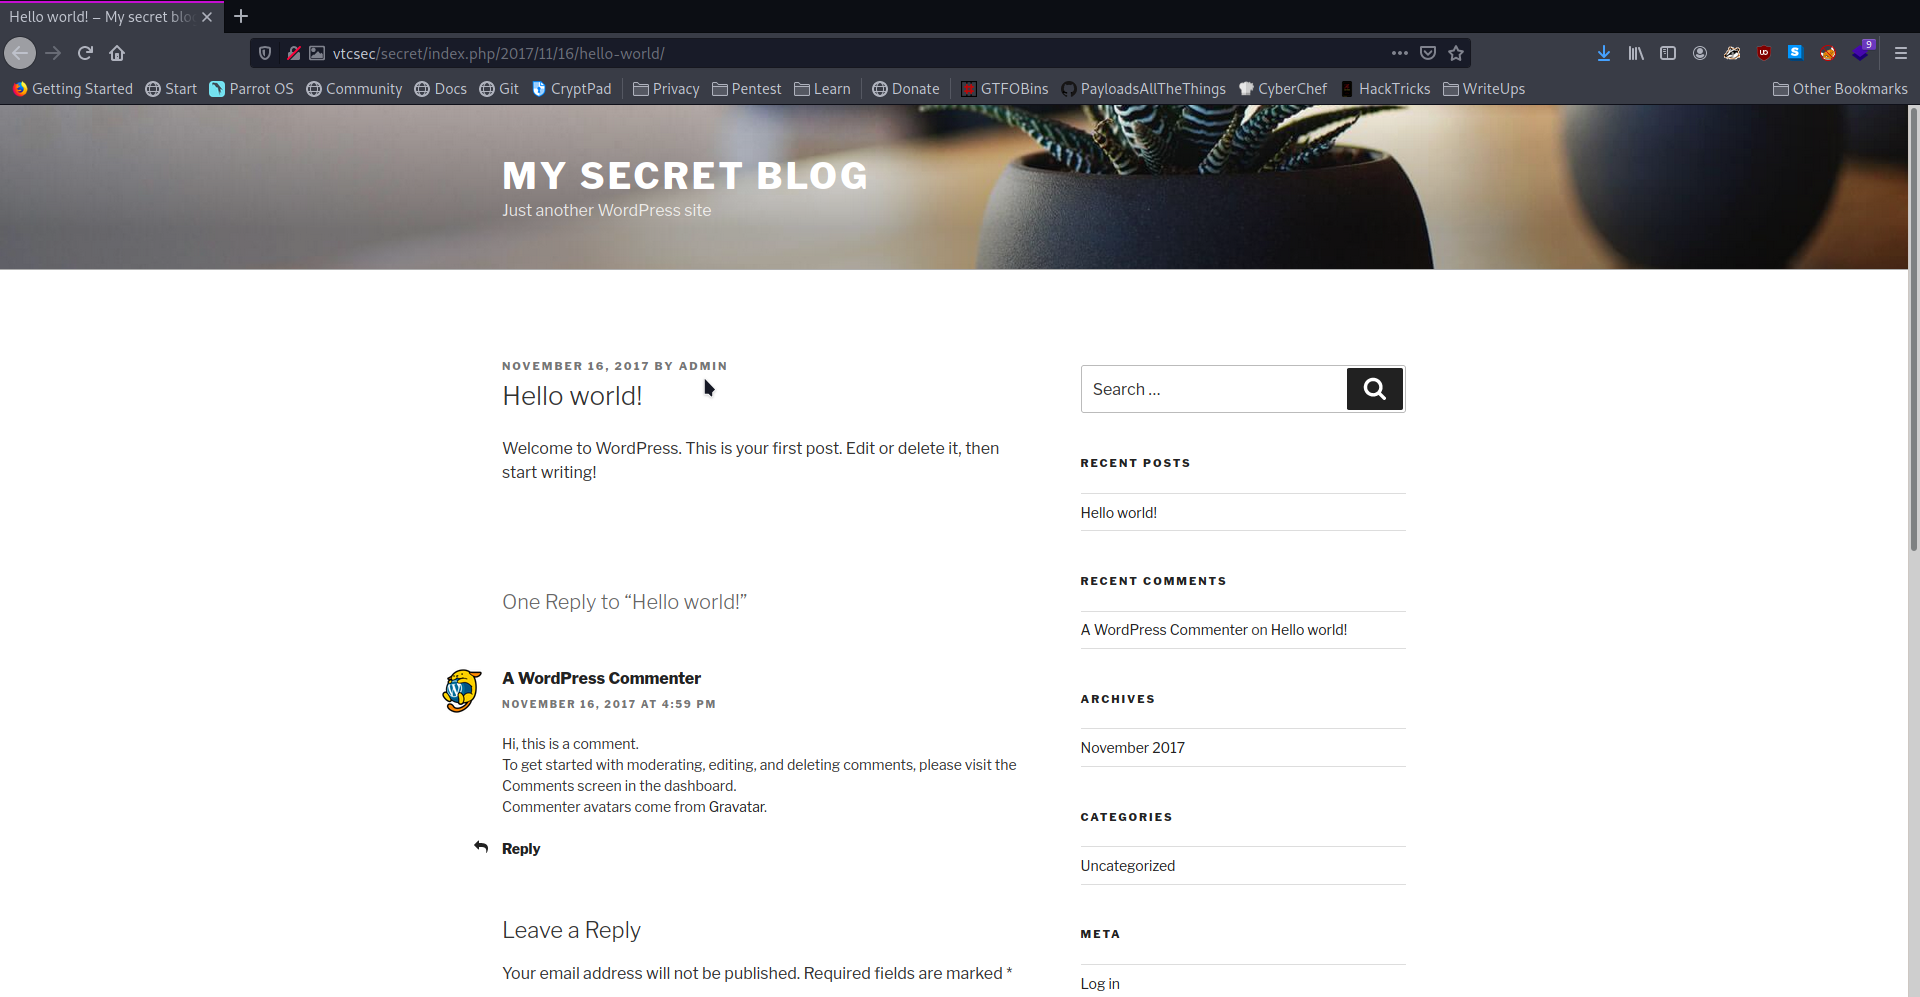 Hello world! – My secret blo
vtcsec/secret/index.php/2017/11/16/hello-world/
9
Getting Started Start Parrot OS Community Docs Git CryptPad Privacy Pentest Learn Donate GTFOBins PayloadsAllTheThings CyberChef HackTricks WriteUps Other Bookmarks
MY SECRET BLOG
Just another WordPress site
NOVEMBER 16, 2017 BY ADMIN
Hello world!
Welcome to WordPress. This is your first post. Edit or delete it, then
start writing!
One Reply to “Hello world!”
A WordPress Commenter
NOVEMBER 16, 2017 AT 4:59 PM
Hi, this is a comment.
To get started with moderating, editing, and deleting comments, please visit the
Comments screen in the dashboard.
Commenter avatars come from Gravatar.
Reply
Leave a Reply
Your email address will not be published. Required fields are marked *
Search …
RECENT POSTS
Hello world!
RECENT COMMENTS
A WordPress Commenter on Hello world!
ARCHIVES
November 2017
CATEGORIES
Uncategorized
META
Log in